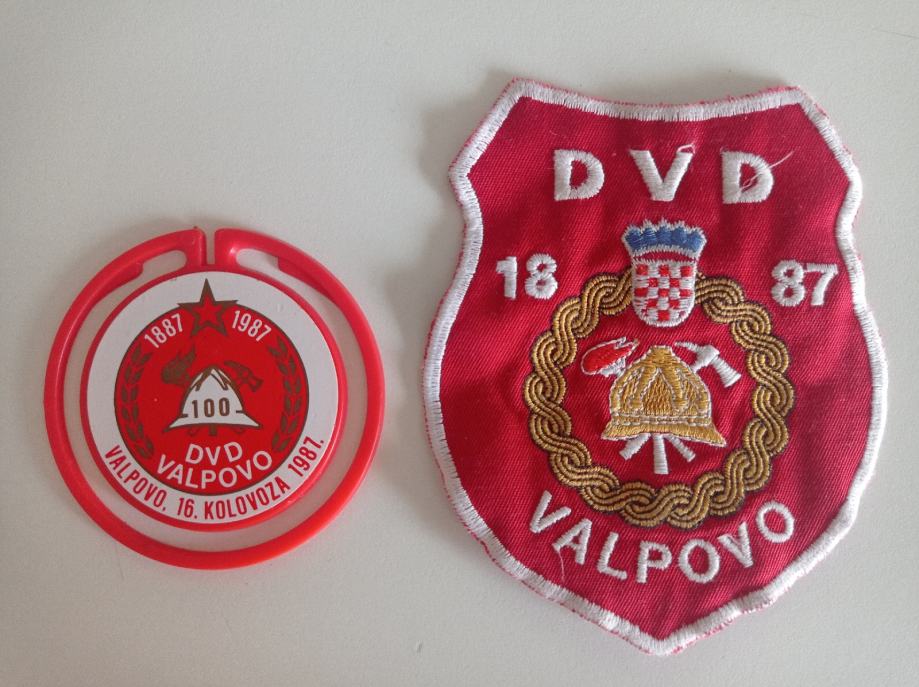 1887 1987
100
DVD
VALPOVO
VALPOVO, 16. KOLOVOZA 1987.
DVD
18 87
VALPOVO